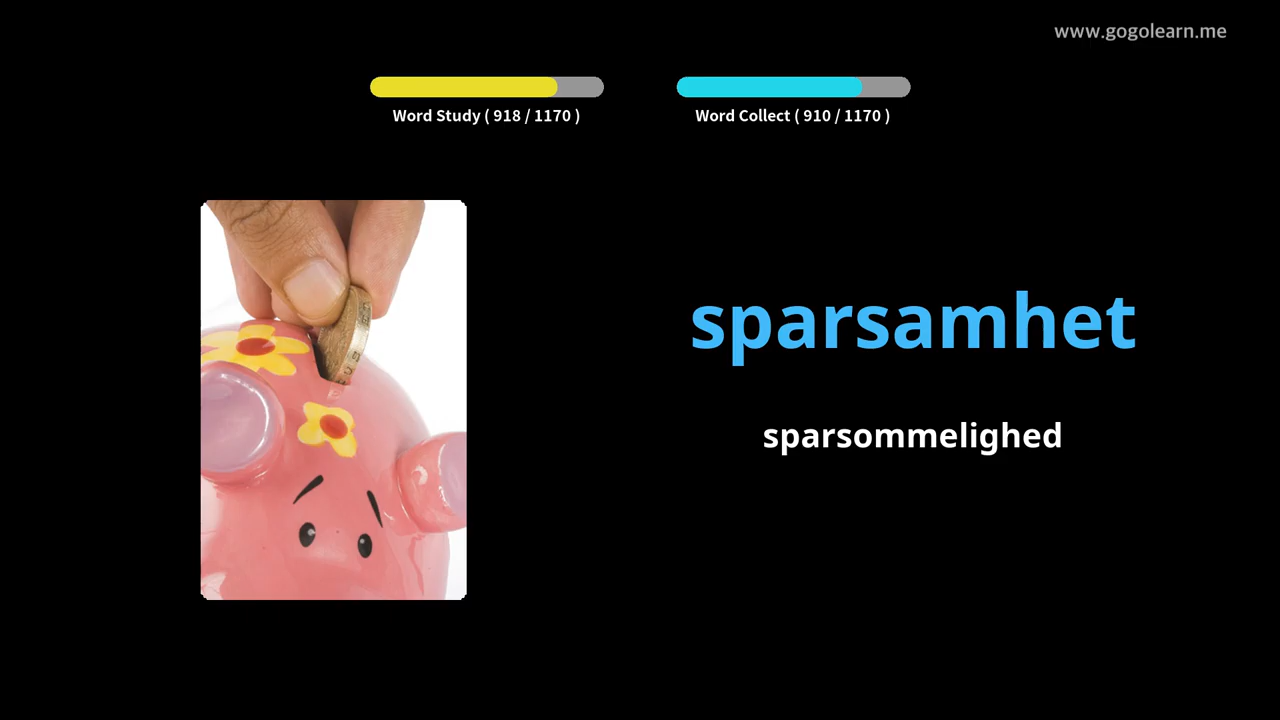 www.gogolearn.me
Word Study ( 918 / 1170 )
Word Collect ( 910 / 1170 )
sparsamhet
sparsommelighed